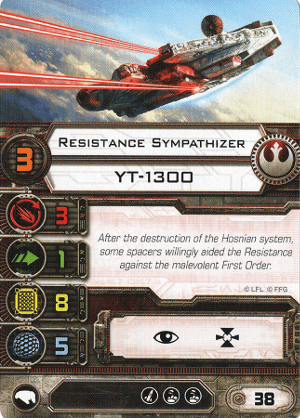 RESISTANCE SYMPATHIZER
3
YT-1300
3
1
8
5
After the destruction of the Hosnian system,
some spacers willingly aided the Resistance
against the malevolent First Order.
© LFL © FFG
38